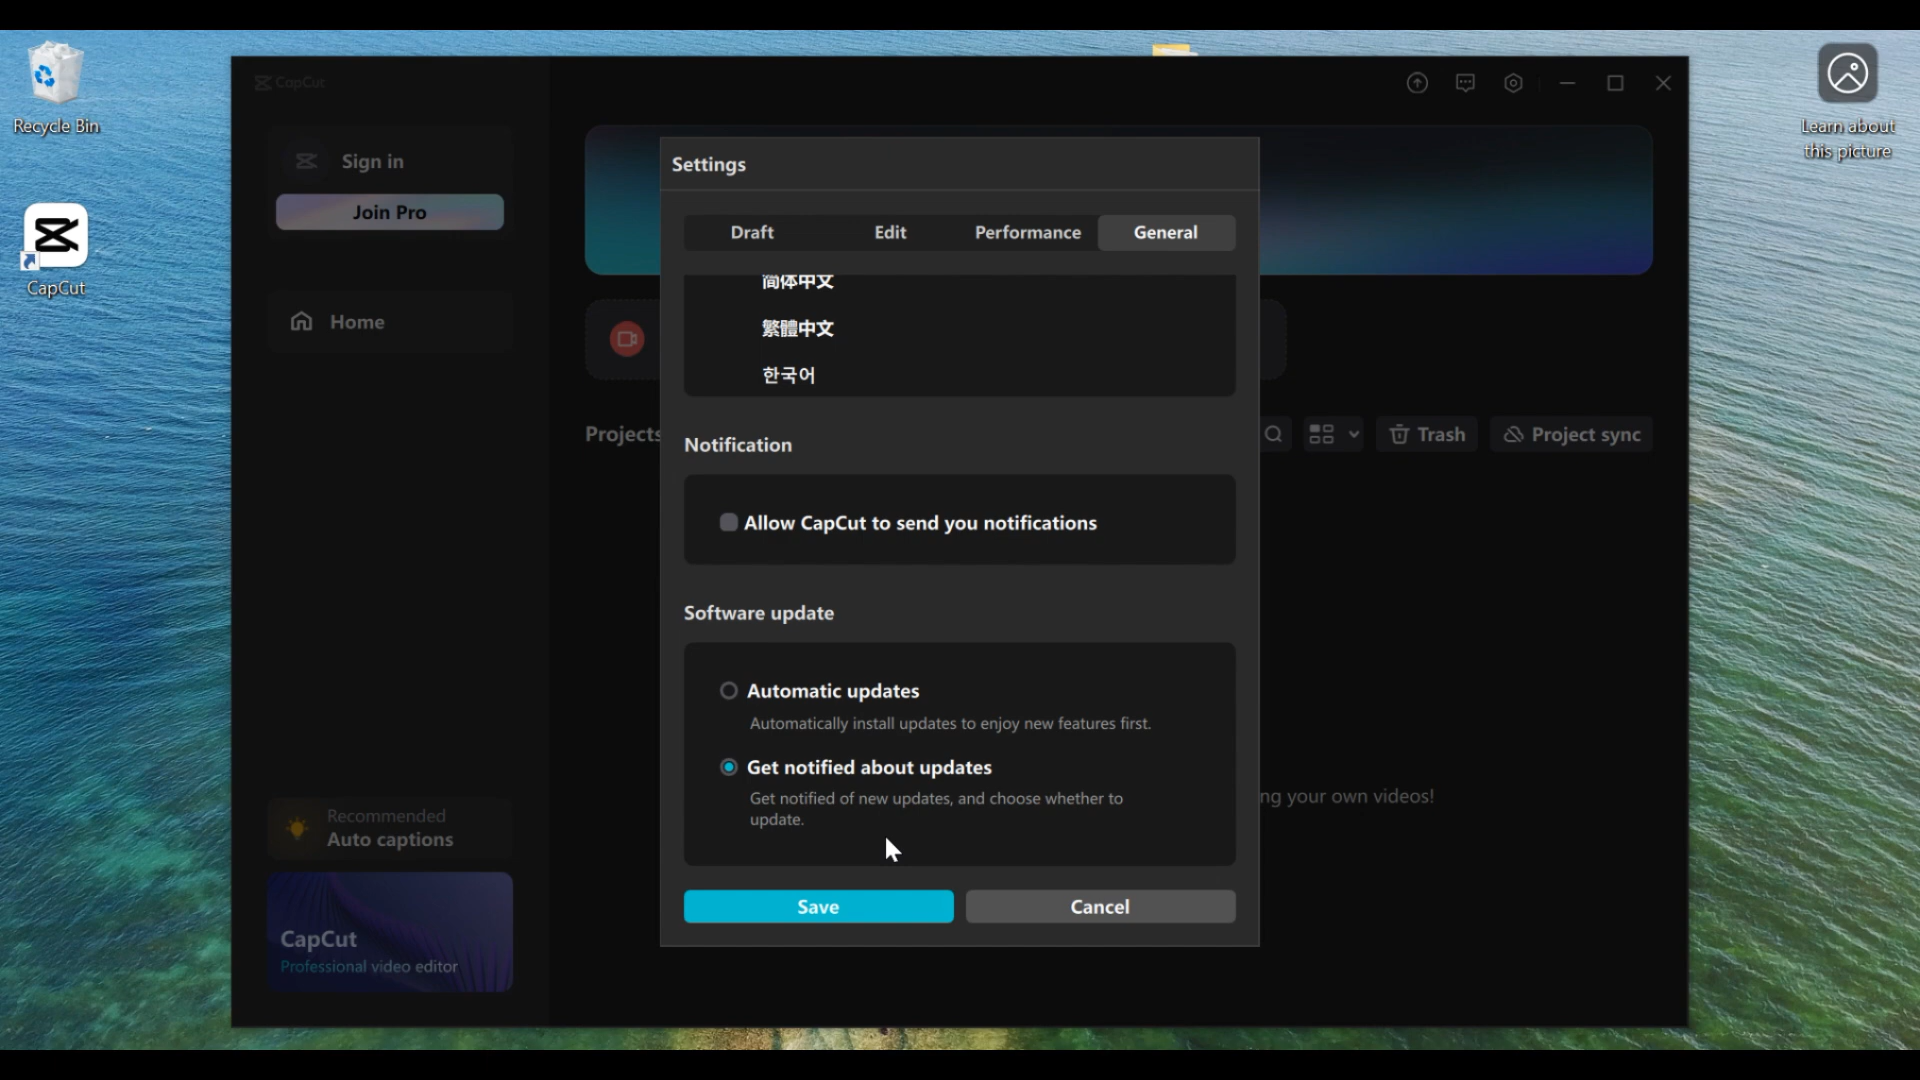 Recycle Bin
CapCut
Learn about
this picture
CapCut
Sign in
Join Pro
Home
Recommended
Auto captions
CapCut
Professional video editor
Projects
Trash
Project sync
ng your own videos!
Settings
Draft
Edit
Performance
General
简体中文
繁體中文
한국어
Notification
Allow CapCut to send you notifications
Software update
Automatic updates
Automatically install updates to enjoy new features first.
Get notified about updates
Get notified of new updates, and choose whether to
update.
Save
Cancel